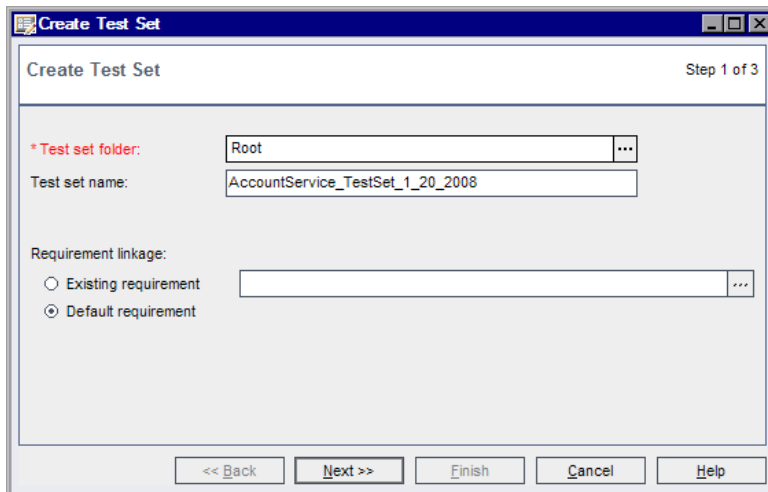 Create Test Set
Create Test Set Step 1 of 3
* Test set folder: Root ...
Test set name: AccountService_TestSet_1_20_2008
Requirement linkage:
Existing requirement ...
Default requirement
<< Back Next >> Finish Cancel Help